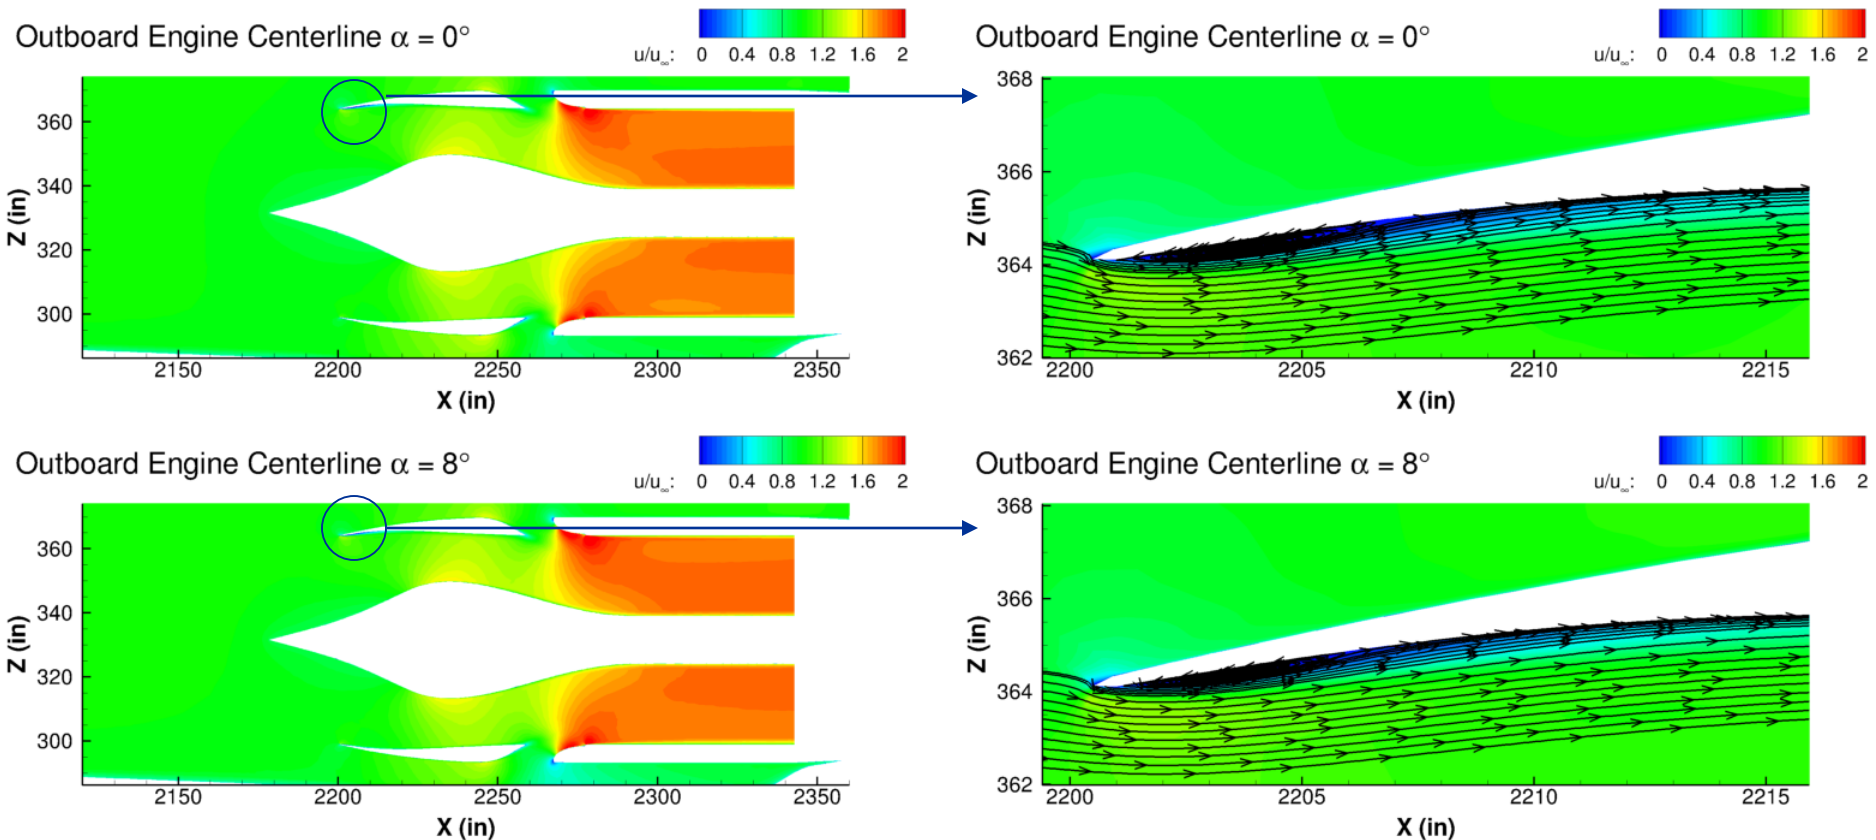 Outboard Engine Centerline α = 0°
u/u∞: 0 0.4 0.8 1.2 1.6 2
Z (in)
360
340
320
300
2150 2200 2250 2300 2350
X (in)
Outboard Engine Centerline α = 0°
u/u∞: 0 0.4 0.8 1.2 1.6 2
Z (in)
368
366
364
362
2200 2205 2210 2215
X (in)
Outboard Engine Centerline α = 8°
u/u∞: 0 0.4 0.8 1.2 1.6 2
Z (in)
360
340
320
300
2150 2200 2250 2300 2350
X (in)
Outboard Engine Centerline α = 8°
u/u∞: 0 0.4 0.8 1.2 1.6 2
Z (in)
368
366
364
362
2200 2205 2210 2215
X (in)